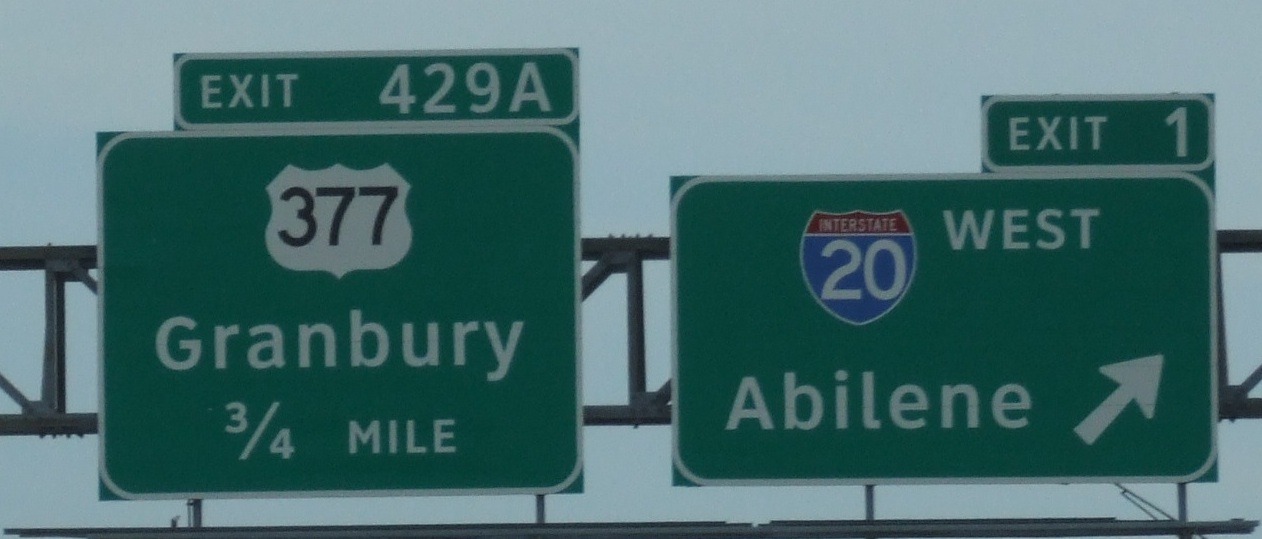 EXIT 429A
377
Granbury
3/4 MILE
EXIT 1
INTERSTATE
20
WEST
Abilene